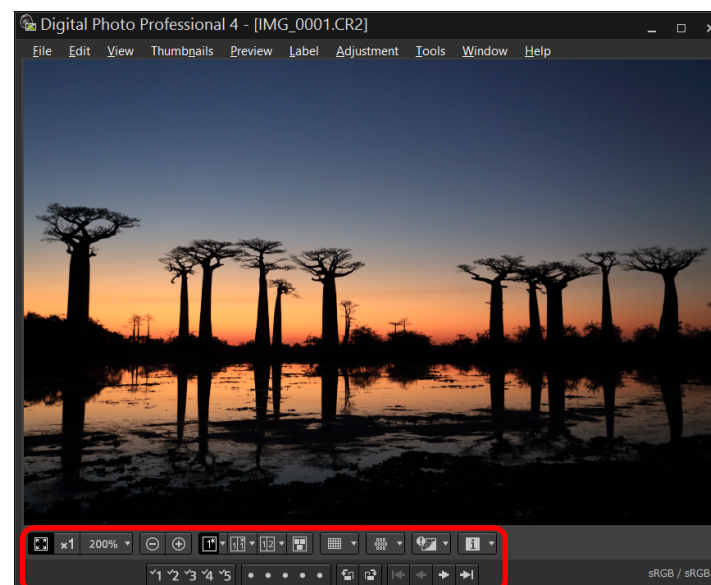 Digital Photo Professional 4 - [IMG_0001.CR2]
File Edit View Thumbnails Preview Label Adjustment Tools Window Help
x1 200%
1 2 3 4 5
sRGB / sRGB